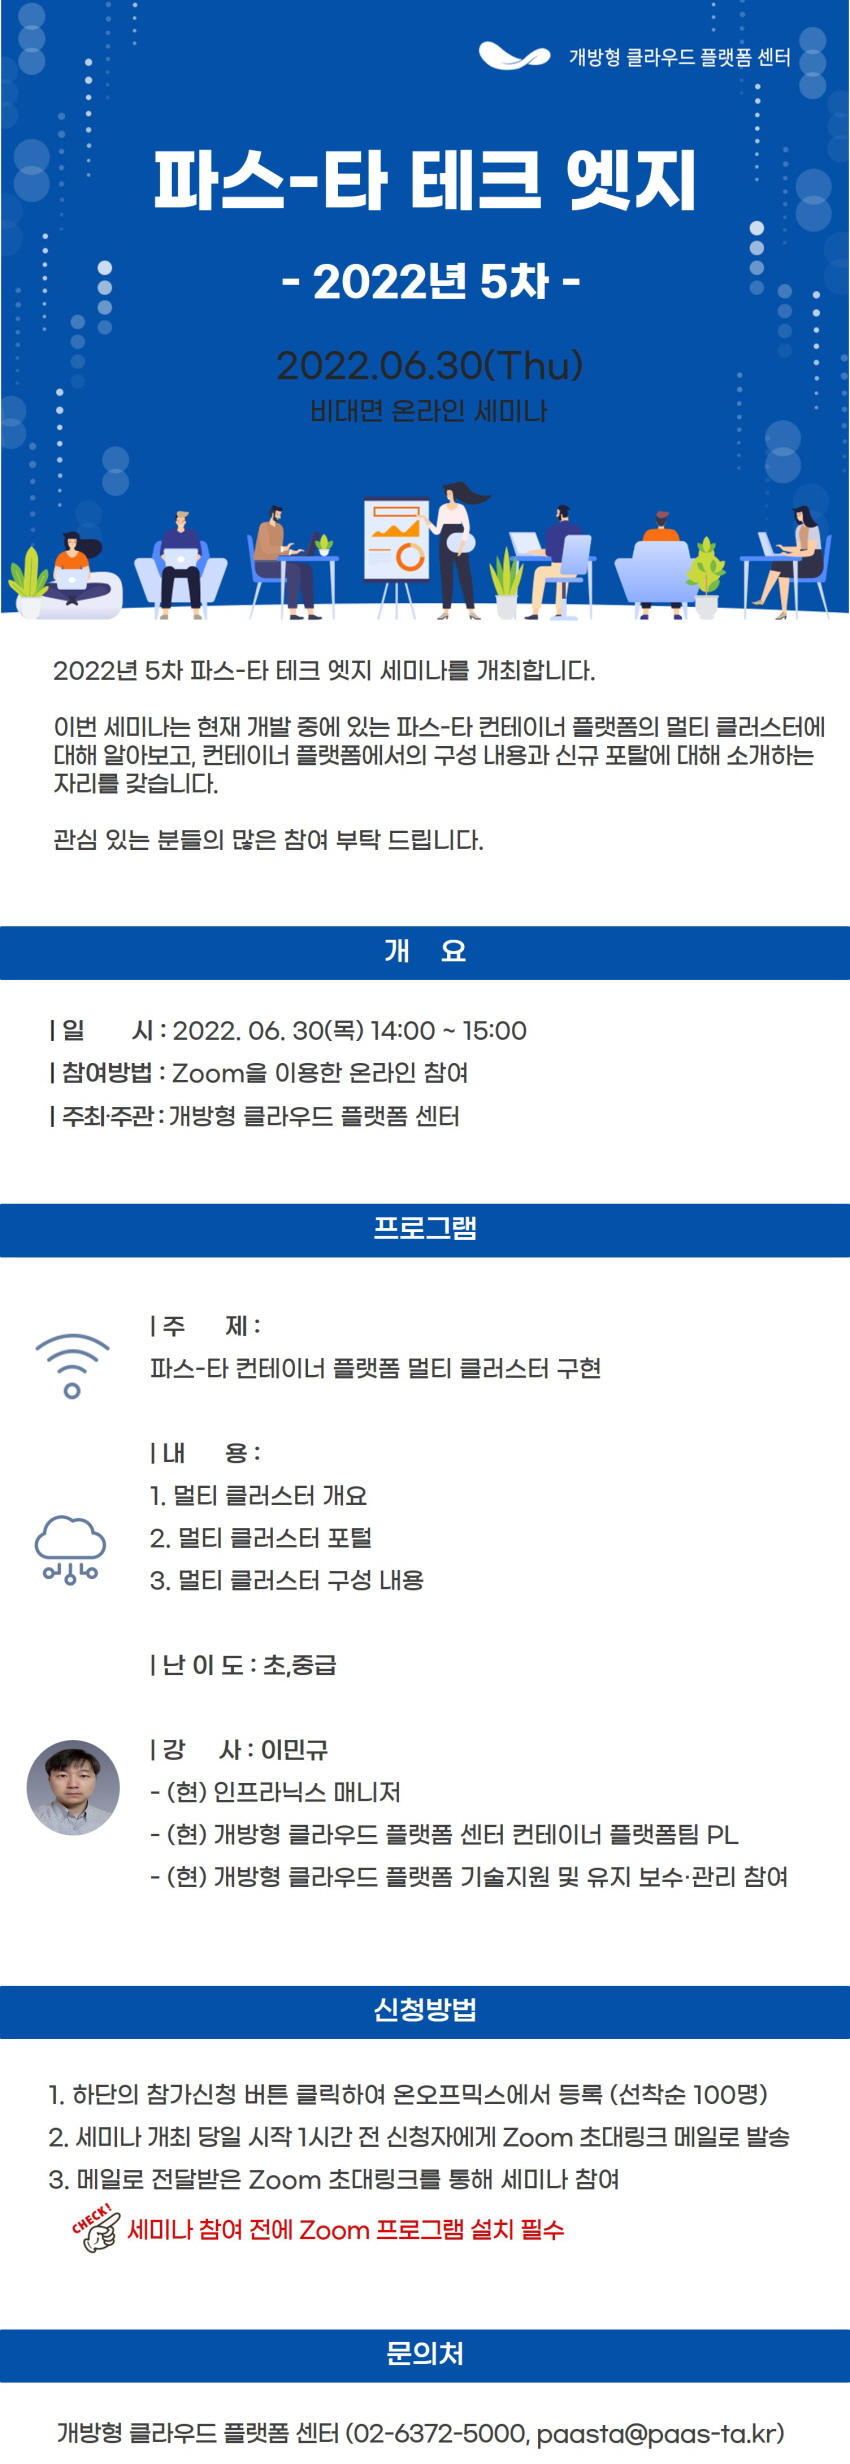 개방형 클라우드 플랫폼 센터
파스-타 테크 엣지
- 2022년 5차 -
2022.06.30(Thu)
비대면 온라인 세미나
2022년 5차 파스-타 테크 엣지 세미나를 개최합니다.
이번 세미나는 현재 개발 중에 있는 파스-타 컨테이너 플랫폼의 멀티 클러스터에
대해 알아보고, 컨테이너 플랫폼에서의 구성 내용과 신규 포탈에 대해 소개하는
자리를 갖습니다.
관심 있는 분들의 많은 참여 부탁 드립니다.
개 요
| 일 시 : 2022. 06. 30(목) 14:00 ~ 15:00
| 참여방법 : Zoom을 이용한 온라인 참여
| 주최·주관 : 개방형 클라우드 플랫폼 센터
프로그램
| 주 제 :
파스-타 컨테이너 플랫폼 멀티 클러스터 구현
| 내 용 :
1. 멀티 클러스터 개요
2. 멀티 클러스터 포털
3. 멀티 클러스터 구성 내용
| 난 이 도 : 초,중급
| 강 사 : 이민규
- (현) 인프라닉스 매니저
- (현) 개방형 클라우드 플랫폼 센터 컨테이너 플랫폼팀 PL
- (현) 개방형 클라우드 플랫폼 기술지원 및 유지 보수·관리 참여
신청방법
1. 하단의 참가신청 버튼 클릭하여 온오프믹스에서 등록 (선착순 100명)
2. 세미나 개최 당일 시작 1시간 전 신청자에게 Zoom 초대링크 메일로 발송
3. 메일로 전달받은 Zoom 초대링크를 통해 세미나 참여
CHECK!
세미나 참여 전에 Zoom 프로그램 설치 필수
문의처
개방형 클라우드 플랫폼 센터 (02-6372-5000, paasta@paas-ta.kr)